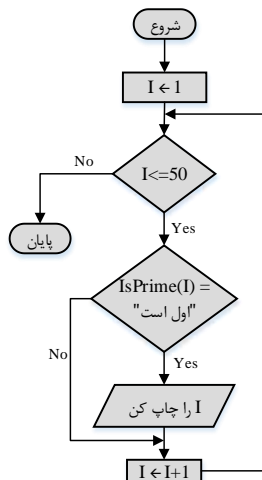 شروع
I ← 1
I<=50
No
Yes
پایان
IsPrime(I) =
"اول است"
No
Yes
I را چاپ کن
I ← I+1